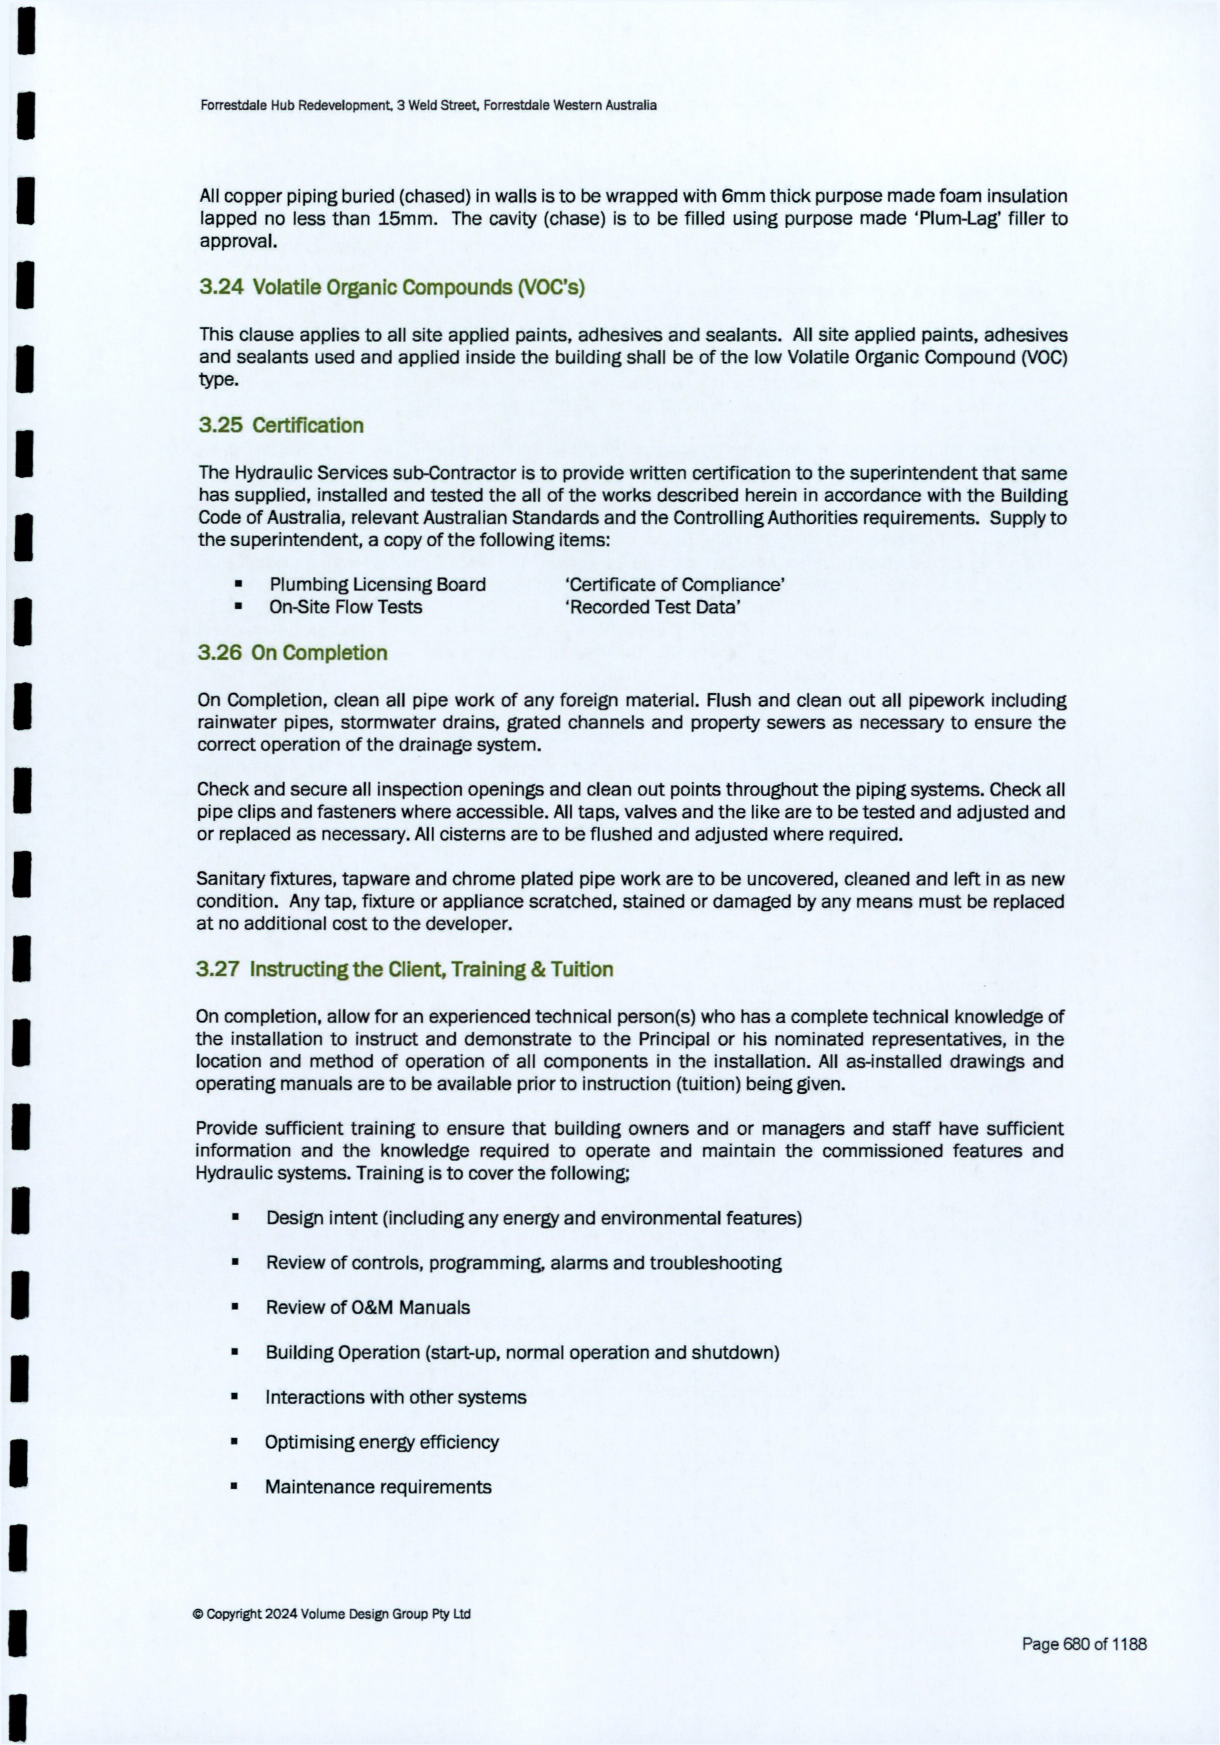 Forrestdale Hub Redevelopment, 3 Weld Street, Forrestdale Western Australia
All copper piping buried (chased) in walls is to be wrapped with 6mm thick purpose made foam insulation
lapped no less than 15mm. The cavity (chase) is to be filled using purpose made ‘Plum-Lag’ filler to
approval.
3.24 Volatile Organic Compounds (VOC's)
This clause applies to all site applied paints, adhesives and sealants. All site applied paints, adhesives
and sealants used and applied inside the building shall be of the low Volatile Organic Compound (VOC)
type.
3.25 Certification
The Hydraulic Services sub-Contractor is to provide written certification to the superintendent that same
has supplied, installed and tested the all of the works described herein in accordance with the Building
Code of Australia, relevant Australian Standards and the Controlling Authorities requirements. Supply to
the superintendent, a copy of the following items:
▪ Plumbing Licensing Board ‘Certificate of Compliance’
▪ On-Site Flow Tests ‘Recorded Test Data’
3.26 On Completion
On Completion, clean all pipe work of any foreign material. Flush and clean out all pipework including
rainwater pipes, stormwater drains, grated channels and property sewers as necessary to ensure the
correct operation of the drainage system.
Check and secure all inspection openings and clean out points throughout the piping systems. Check all
pipe clips and fasteners where accessible. All taps, valves and the like are to be tested and adjusted and
or replaced as necessary. All cisterns are to be flushed and adjusted where required.
Sanitary fixtures, tapware and chrome plated pipe work are to be uncovered, cleaned and left in as new
condition. Any tap, fixture or appliance scratched, stained or damaged by any means must be replaced
at no additional cost to the developer.
3.27 Instructing the Client, Training & Tuition
On completion, allow for an experienced technical person(s) who has a complete technical knowledge of
the installation to instruct and demonstrate to the Principal or his nominated representatives, in the
location and method of operation of all components in the installation. All as-installed drawings and
operating manuals are to be available prior to instruction (tuition) being given.
Provide sufficient training to ensure that building owners and or managers and staff have sufficient
information and the knowledge required to operate and maintain the commissioned features and
Hydraulic systems. Training is to cover the following;
▪ Design intent (including any energy and environmental features)
▪ Review of controls, programming, alarms and troubleshooting
▪ Review of O&M Manuals
▪ Building Operation (start-up, normal operation and shutdown)
▪ Interactions with other systems
▪ Optimising energy efficiency
▪ Maintenance requirements
© Copyright 2024 Volume Design Group Pty Ltd
Page 680 of 1188